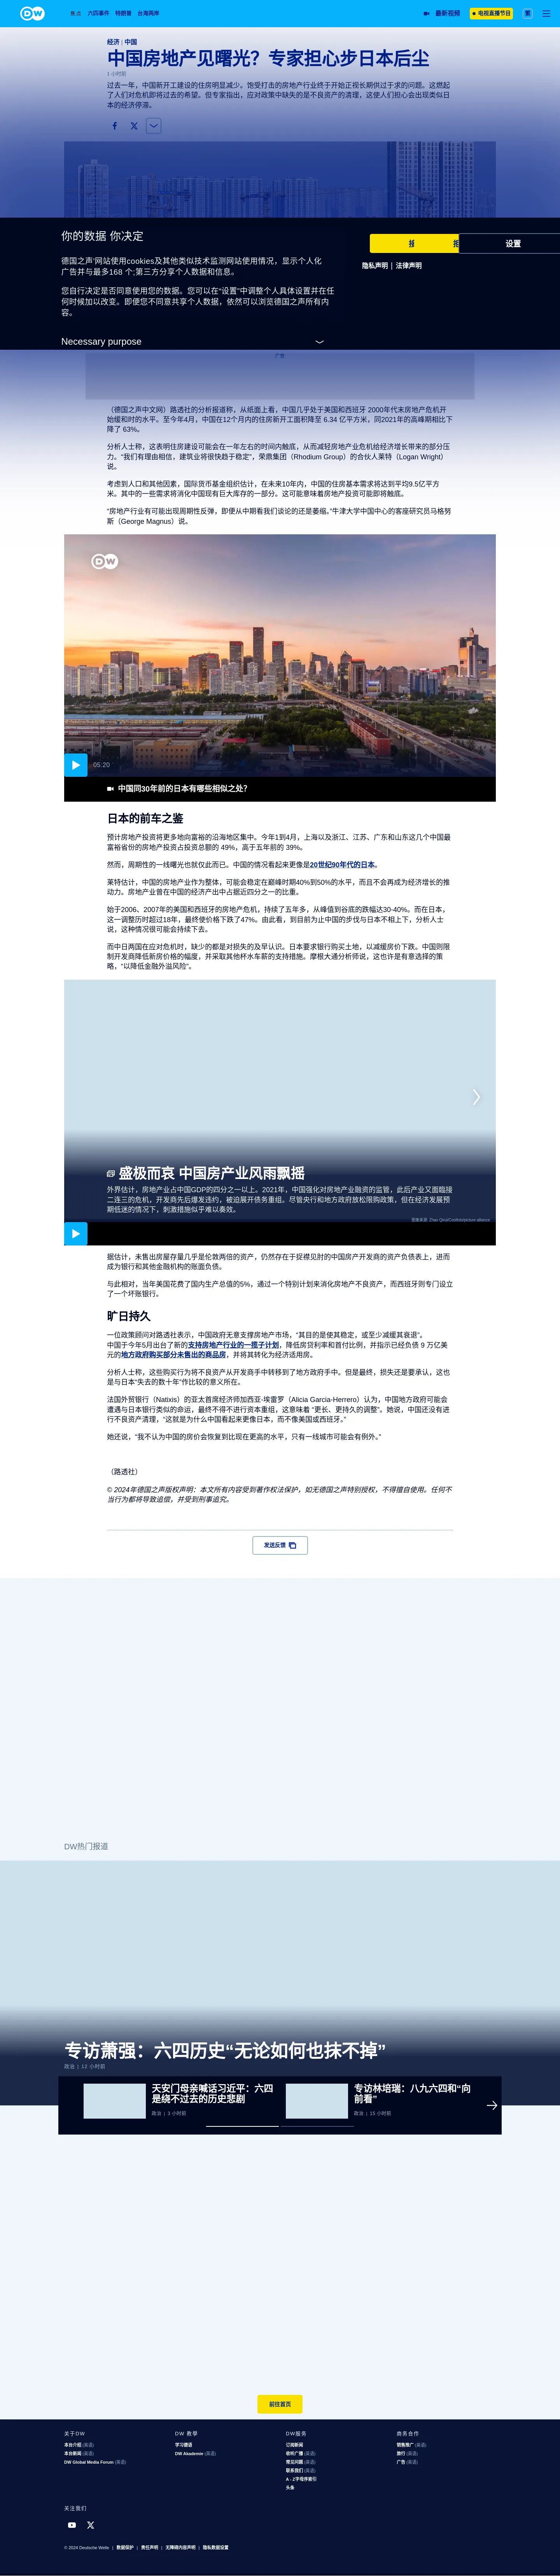 DW
焦点
六四事件
特朗普
台海两岸
最新视频
电视直播节目
繁
经济 | 中国
中国房地产见曙光？专家担心步日本后尘
1 小时前
过去一年，中国新开工建设的住房明显减少。饱受打击的房地产行业终于开始正视长期供过于求的问题。这燃起
了人们对危机即将过去的希望。但专家指出，应对政策中缺失的是不良资产的清理，这使人们担心会出现类似日
本的经济停滞。
你的数据 你决定
设置
隐私声明 | 法律声明
德国之声'网站使用cookies及其他类似技术监测网站使用情况，显示个人化
广告并与最多168 个;第三方分享个人数据和信息。
您自行决定是否同意使用您的数据。您可以在"设置"中调整个人具体设置并在任
何时候加以改变。即便您不同意共享个人数据，依然可以浏览德国之声所有内
容。
Necessary purpose
广告
（德国之声中文网）路透社的分析报道称，从纸面上看，中国几乎处于美国和西班牙 2000年代末房地产危机开
始缓和时的水平。至今年4月，中国在12个月内的住房新开工面积降至 6.34 亿平方米，同2021年的高峰期相比下
降了 63%。
分析人士称，这表明住房建设可能会在一年左右的时间内触底，从而减轻房地产业危机给经济增长带来的部分压
力。“我们有理由相信，建筑业将很快趋于稳定”，荣鼎集团（Rhodium Group）的合伙人莱特（Logan Wright）
说。
考虑到人口和其他因素，国际货币基金组织估计，在未来10年内，中国的住房基本需求将达到平均9.5亿平方
米。其中的一些需求将消化中国现有巨大库存的一部分。这可能意味着房地产投资可能即将触底。
“房地产行业有可能出现周期性反弹，即便从中期看我们谈论的还是萎缩。”牛津大学中国中心的客座研究员马格努
斯（George Magnus）说。
DW
05:20
中国同30年前的日本有哪些相似之处？
日本的前车之鉴
预计房地产投资将更多地向富裕的沿海地区集中。今年1到4月，上海以及浙江、江苏、广东和山东这几个中国最
富裕省份的房地产投资占投资总额的 49%，高于五年前的 39%。
然而，周期性的一线曙光也就仅此而已。中国的情况看起来更像是20世纪90年代的日本。
莱特估计，中国的房地产业作为整体，可能会稳定在巅峰时期40%到50%的水平，而且不会再成为经济增长的推
动力。房地产业曾在中国的经济产出中占据近四分之一的比重。
始于2006、2007年的美国和西班牙的房地产危机，持续了五年多，从峰值到谷底的跌幅达30-40%。而在日本，
这一调整历时超过18年，最终使价格下跌了47%。由此看，到目前为止中国的步伐与日本不相上下，分析人士
说，这种情况很可能会持续下去。
而中日两国在应对危机时，缺少的都是对损失的及早认识。日本要求银行购买土地，以减缓房价下跌。中国则限
制开发商降低新房价格的幅度，并采取其他杯水车薪的支持措施。摩根大通分析师说，这也许是有意选择的策
略，“以降低金融外溢风险”。
盛极而哀 中国房产业风雨飘摇
外界估计，房地产业占中国GDP的四分之一以上。2021年，中国强化对房地产业融资的监管，此后产业又面临接
二连三的危机，开发商先后爆发违约，被迫展开债务重组。尽管央行和地方政府放松限购政策，但在经济发展预
期低迷的情况下，刺激措施似乎难以奏效。
图像来源: Zhao Qirui/Costfoto/picture alliance
据估计，未售出房屋存量几乎是伦敦两倍的资产，仍然存在于捉襟见肘的中国房产开发商的资产负债表上，进而
成为银行和其他金融机构的账面负债。
与此相对，当年美国花费了国内生产总值的5%，通过一个特别计划来消化房地产不良资产，而西班牙则专门设立
了一个坏账银行。
旷日持久
一位政策顾问对路透社表示，中国政府无意支撑房地产市场，“其目的是使其稳定，或至少减缓其衰退”。
中国于今年5月出台了新的支持房地产行业的一揽子计划，降低房贷利率和首付比例，并指示已经负债 9 万亿美
元的地方政府购买部分未售出的商品房，并将其转化为经济适用房。
分析人士称，这些购买行为将不良资产从开发商手中转移到了地方政府手中。但是最终，损失还是要承认，这也
是与日本“失去的数十年”作比较的意义所在。
法国外贸银行（Natixis）的亚太首席经济师加西亚-埃雷罗（Alicia Garcia-Herrero）认为，中国地方政府可能会
遭遇与日本银行类似的命运，最终不得不进行资本重组，这意味着 “更长、更持久的调整”。她说，中国还没有进
行不良资产清理，“这就是为什么中国看起来更像日本，而不像美国或西班牙。”
她还说，“我不认为中国的房价会恢复到比现在更高的水平，只有一线城市可能会有例外。”
（路透社）
© 2024年德国之声版权声明：本文所有内容受到著作权法保护，如无德国之声特别授权，不得擅自使用。任何不
当行为都将导致追偿，并受到刑事追究。
发送反馈
DW热门报道
专访萧强：六四历史“无论如何也抹不掉”
政治 | 12 小时前
天安门母亲喊话习近平：六四
是绕不过去的历史悲剧
政治 | 3 小时前
专访林培瑞：八九六四和“向
前看”
政治 | 15 小时前
前往首页
关于DW
本台介绍 (英语)
本台新闻 (英语)
DW Global Media Forum (英语)
DW 教学
学习德语
DW Akademie (英语)
DW服务
订阅新闻
收听广播 (英语)
常见问题 (英语)
联系我们 (英语)
A - Z字母序索引
头条
商务合作
销售推广 (英语)
旅行 (英语)
广告 (英语)
关注我们
© 2024 Deutsche Welle | 数据保护 | 责任声明 | 无障碍内容声明 | 隐私数据设置